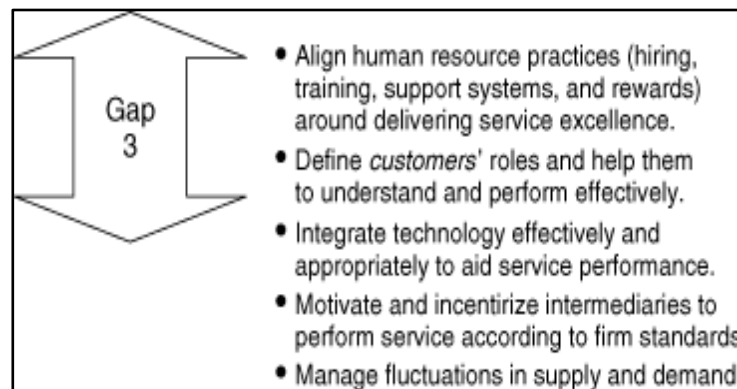 Gap
3
• Align human resource practices (hiring,
training, support systems, and rewards)
around delivering service excellence.
• Define customers' roles and help them
to understand and perform effectively.
• Integrate technology effectively and
appropriately to aid service performance.
• Motivate and incentirize intermediaries to
perform service according to firm standards
• Manage fluctuations in supply and demand